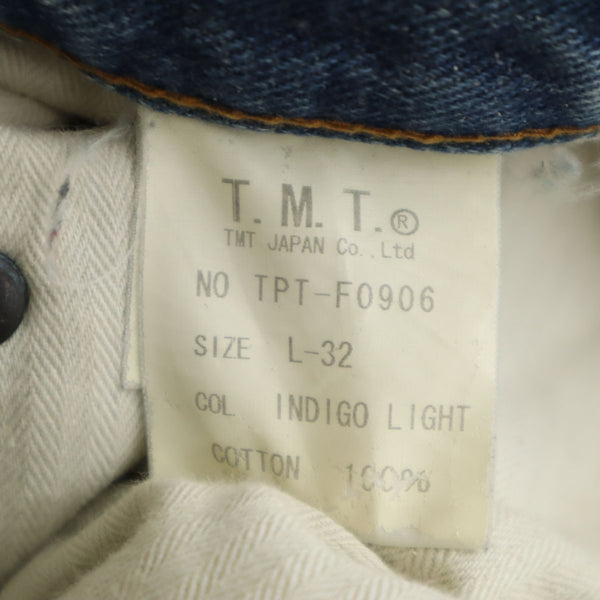 T.M.T.®
TMT JAPAN Co.,Ltd
NO TPT-F0906
SIZE L-32
COL INDIGO LIGHT
COTTON 100%